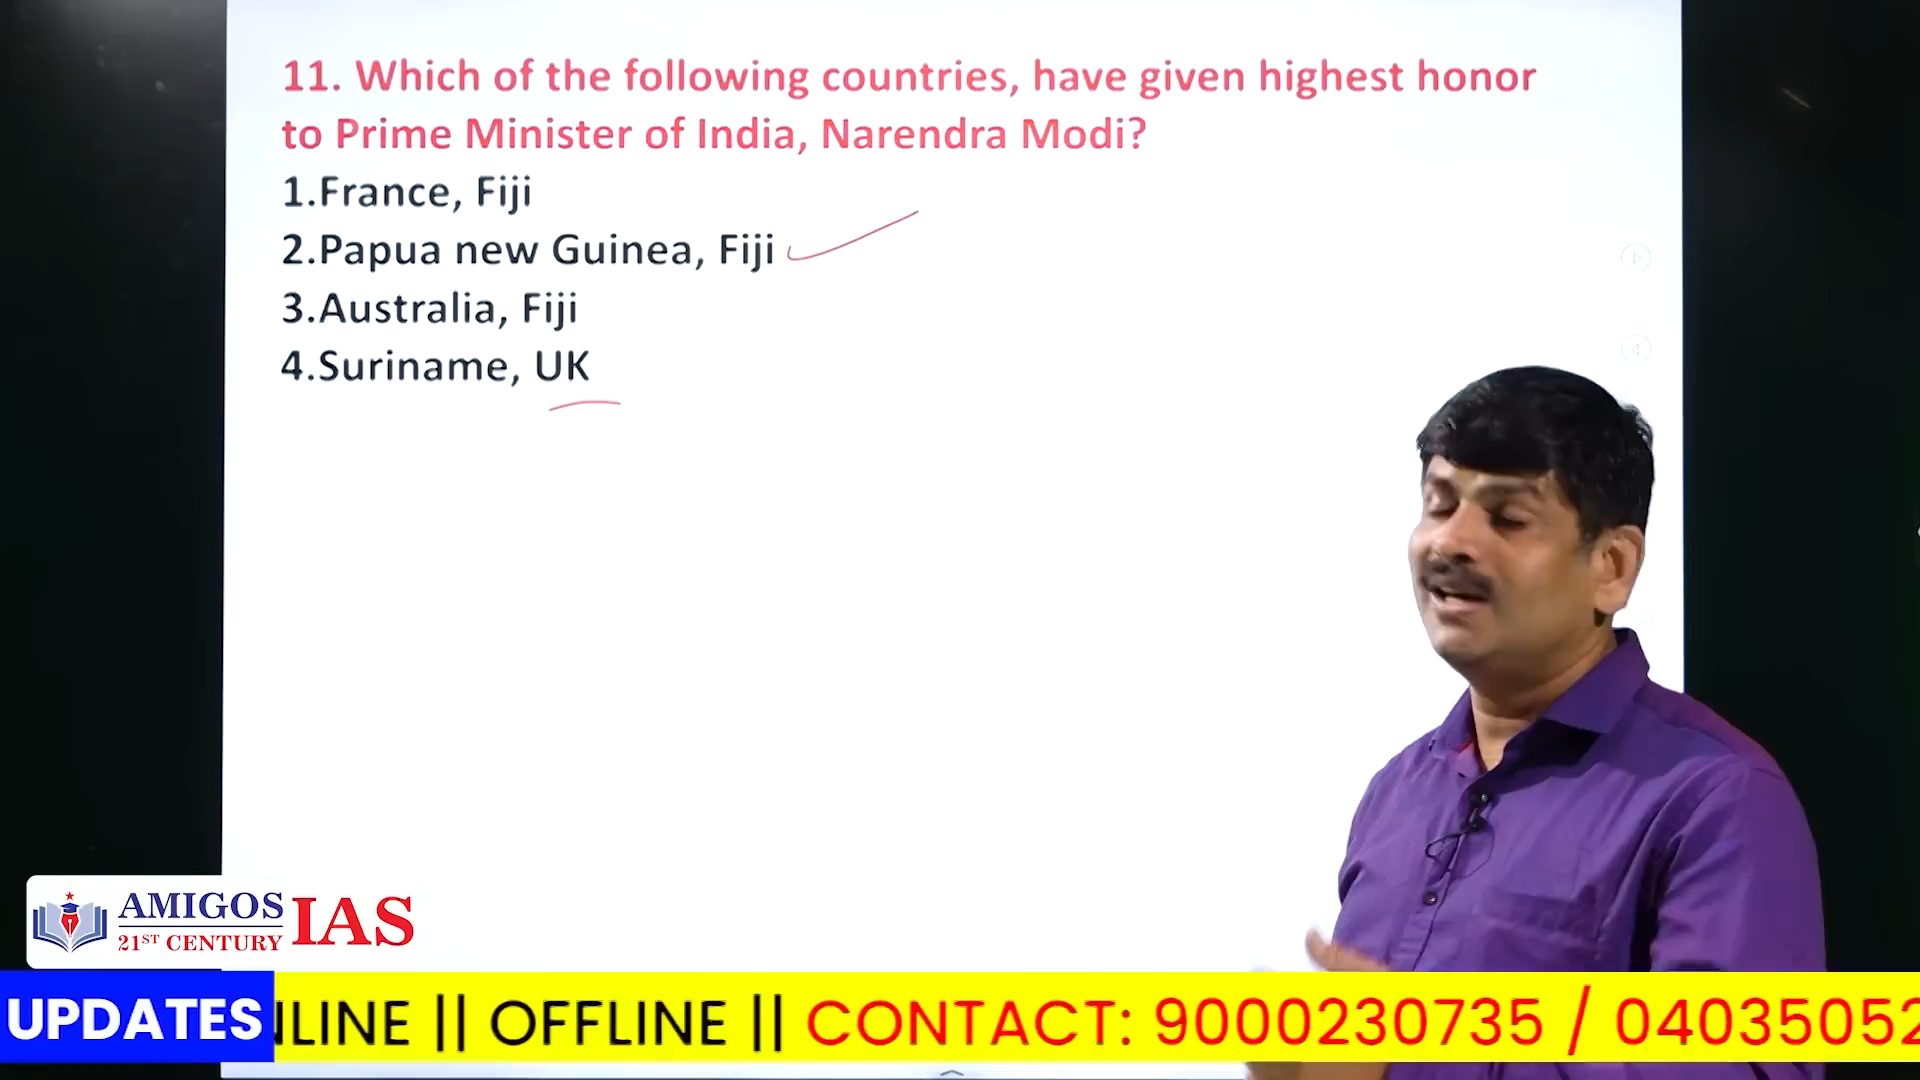 11. Which of the following countries, have given highest honor
to Prime Minister of India, Narendra Modi?
1.France, Fiji
2.Papua new Guinea, Fiji
3.Australia, Fiji
4.Suriname, UK
AMIGOS
21ST CENTURY
IAS
UPDATES
NLINE || OFFLINE || CONTACT: 9000230735 / 04035052